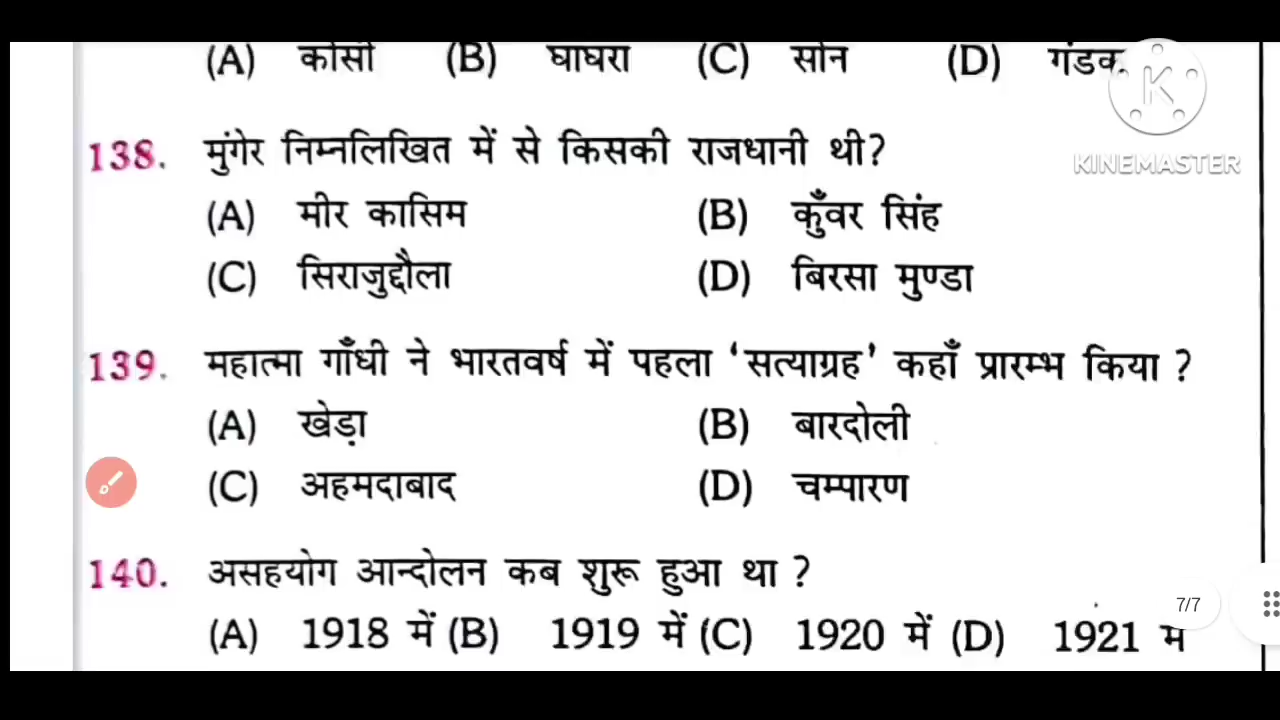 (A) कोसी (B) घाघरा (C) सोन (D) गंडक
KINEMASTER
138. मुंगेर निम्नलिखित में से किसकी राजधानी थी?
(A) मीर कासिम (B) कुँवर सिंह
(C) सिराजुद्दौला (D) बिरसा मुण्डा
139. महात्मा गाँधी ने भारतवर्ष में पहला ‘सत्याग्रह’ कहाँ प्रारम्भ किया ?
(A) खेड़ा (B) बारदोली
(C) अहमदाबाद (D) चम्पारण
140. असहयोग आन्दोलन कब शुरू हुआ था ?
7/7
(A) 1918 में (B) 1919 में (C) 1920 में (D) 1921 में